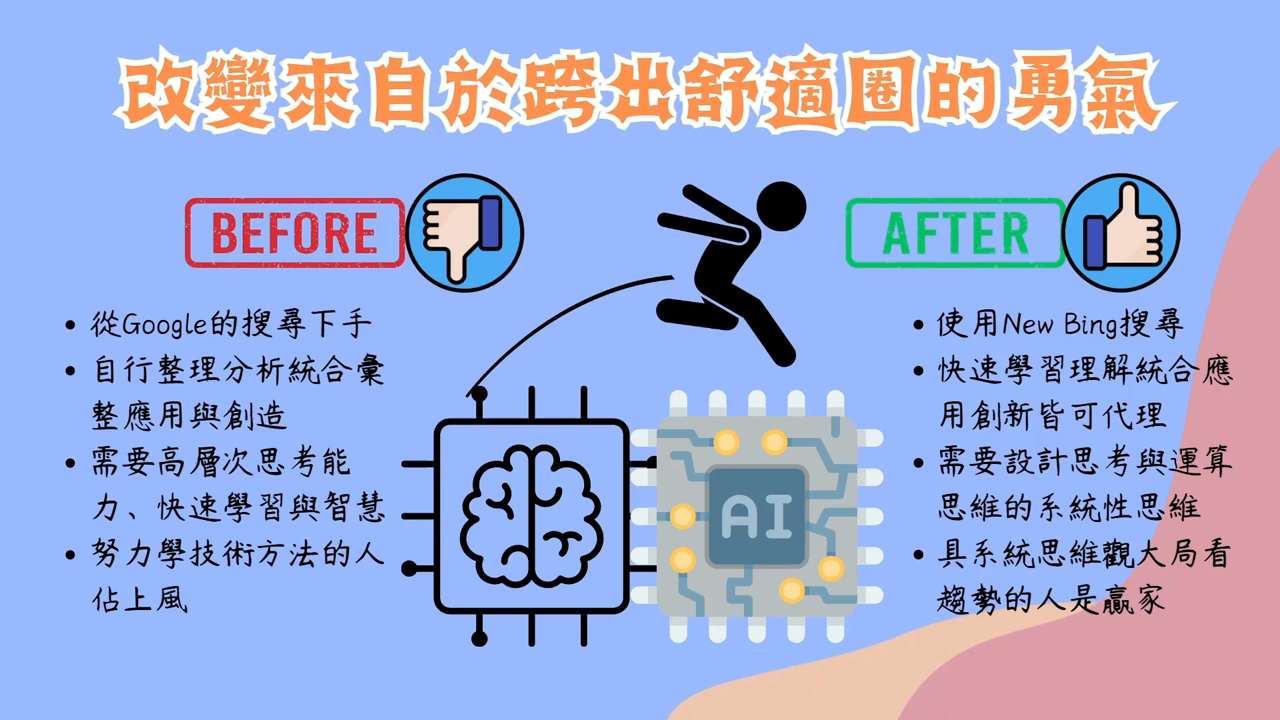 改變來自於跨出舒適圈的勇氣
BEFORE
• 從Google的搜尋下手
• 自行整理分析統合彙
整應用與創造
• 需要高層次思考能
力、快速學習與智慧
• 努力學技術方法的人
佔上風
AI
AFTER
• 使用New Bing搜尋
• 快速學習理解統合應
用創新皆可代理
• 需要設計思考與運算
思維的系統性思維
• 具系統思維觀大局看
趨勢的人是贏家